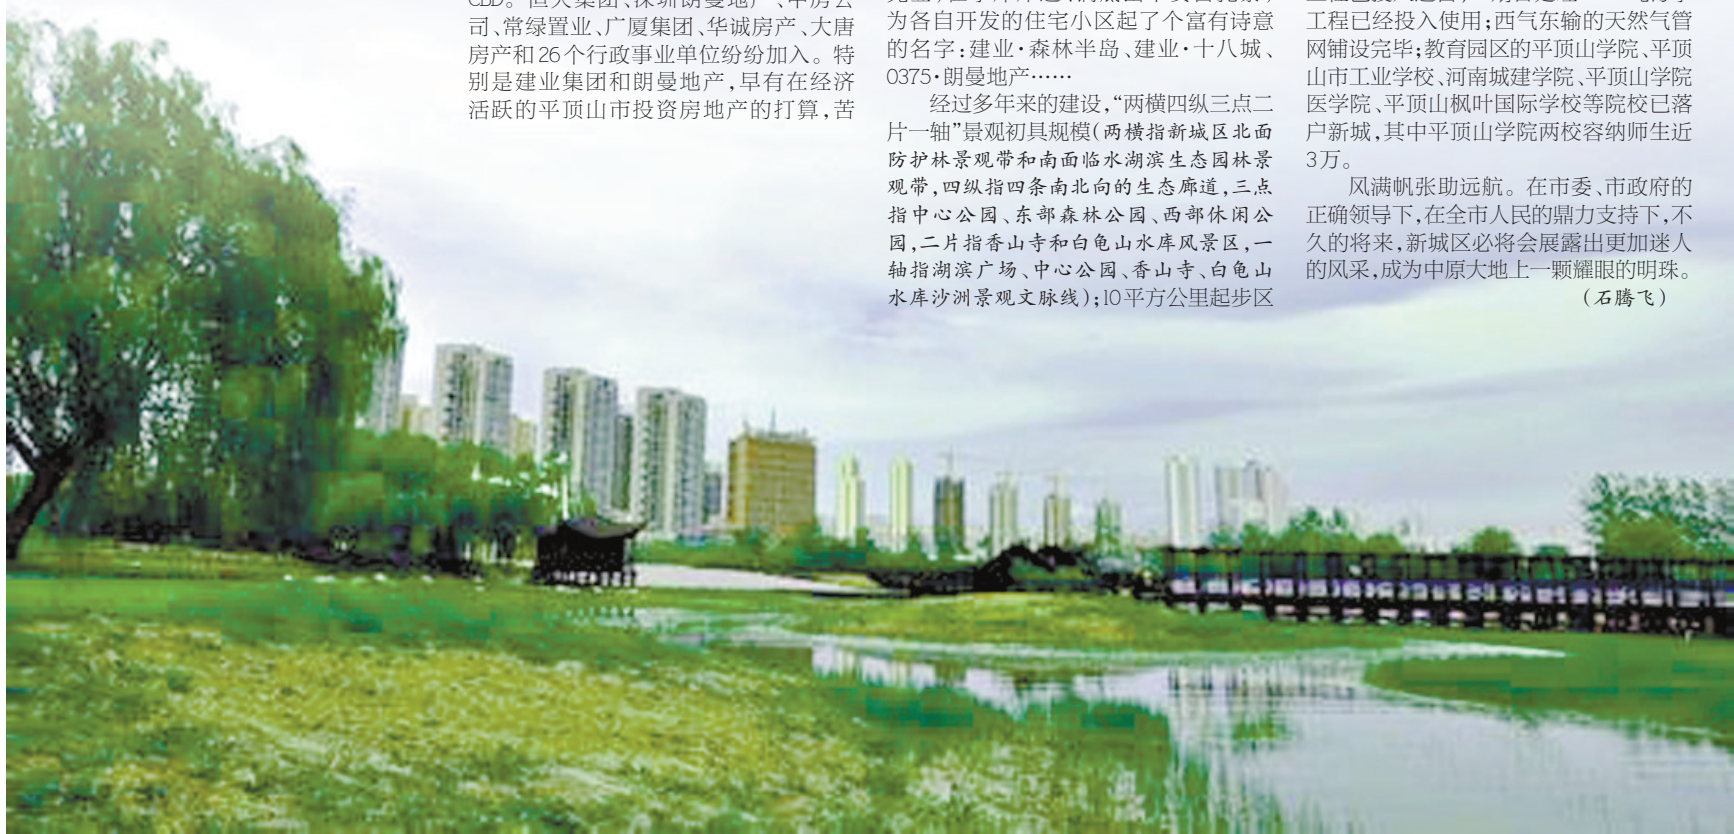 司、常绿置业、广厦集团、华诚房产、大唐
房产和26个行政事业单位纷纷加入。特
别是建业集团和朗曼地产,早有在经济
活跃的平顶山市投资房地产的打算,苦
为各自开发的住宅小区起了个富有诗意
的名字:建业·森林半岛、建业·十八城、
0375·朗曼地产……
经过多年来的建设,“两横四纵三点二
片一轴”景观初具规模(两横指新城区北面
防护林景观带和南面临水湖滨生态园林景
观带,四纵指四条南北向的生态廊道,三点
指中心公园、东部森林公园、西部休闲公
园,二片指香山寺和白龟山水库风景区,一
轴指湖滨广场、中心公园、香山寺、白龟山
水库沙洲景观文脉线);10平方公里起步区
工程已经投入使用;西气东输的天然气管
网铺设完毕;教育园区的平顶山学院、平顶
山市工业学校、河南城建学院、平顶山学院
医学院、平顶山枫叶国际学校等院校已落
户新城,其中平顶山学院两校容纳师生近
3万。
风满帆张助远航。在市委、市政府的
正确领导下,在全市人民的鼎力支持下,不
久的将来,新城区必将会展露出更加迷人
的风采,成为中原大地上一颗耀眼的明珠。
(石腾飞)